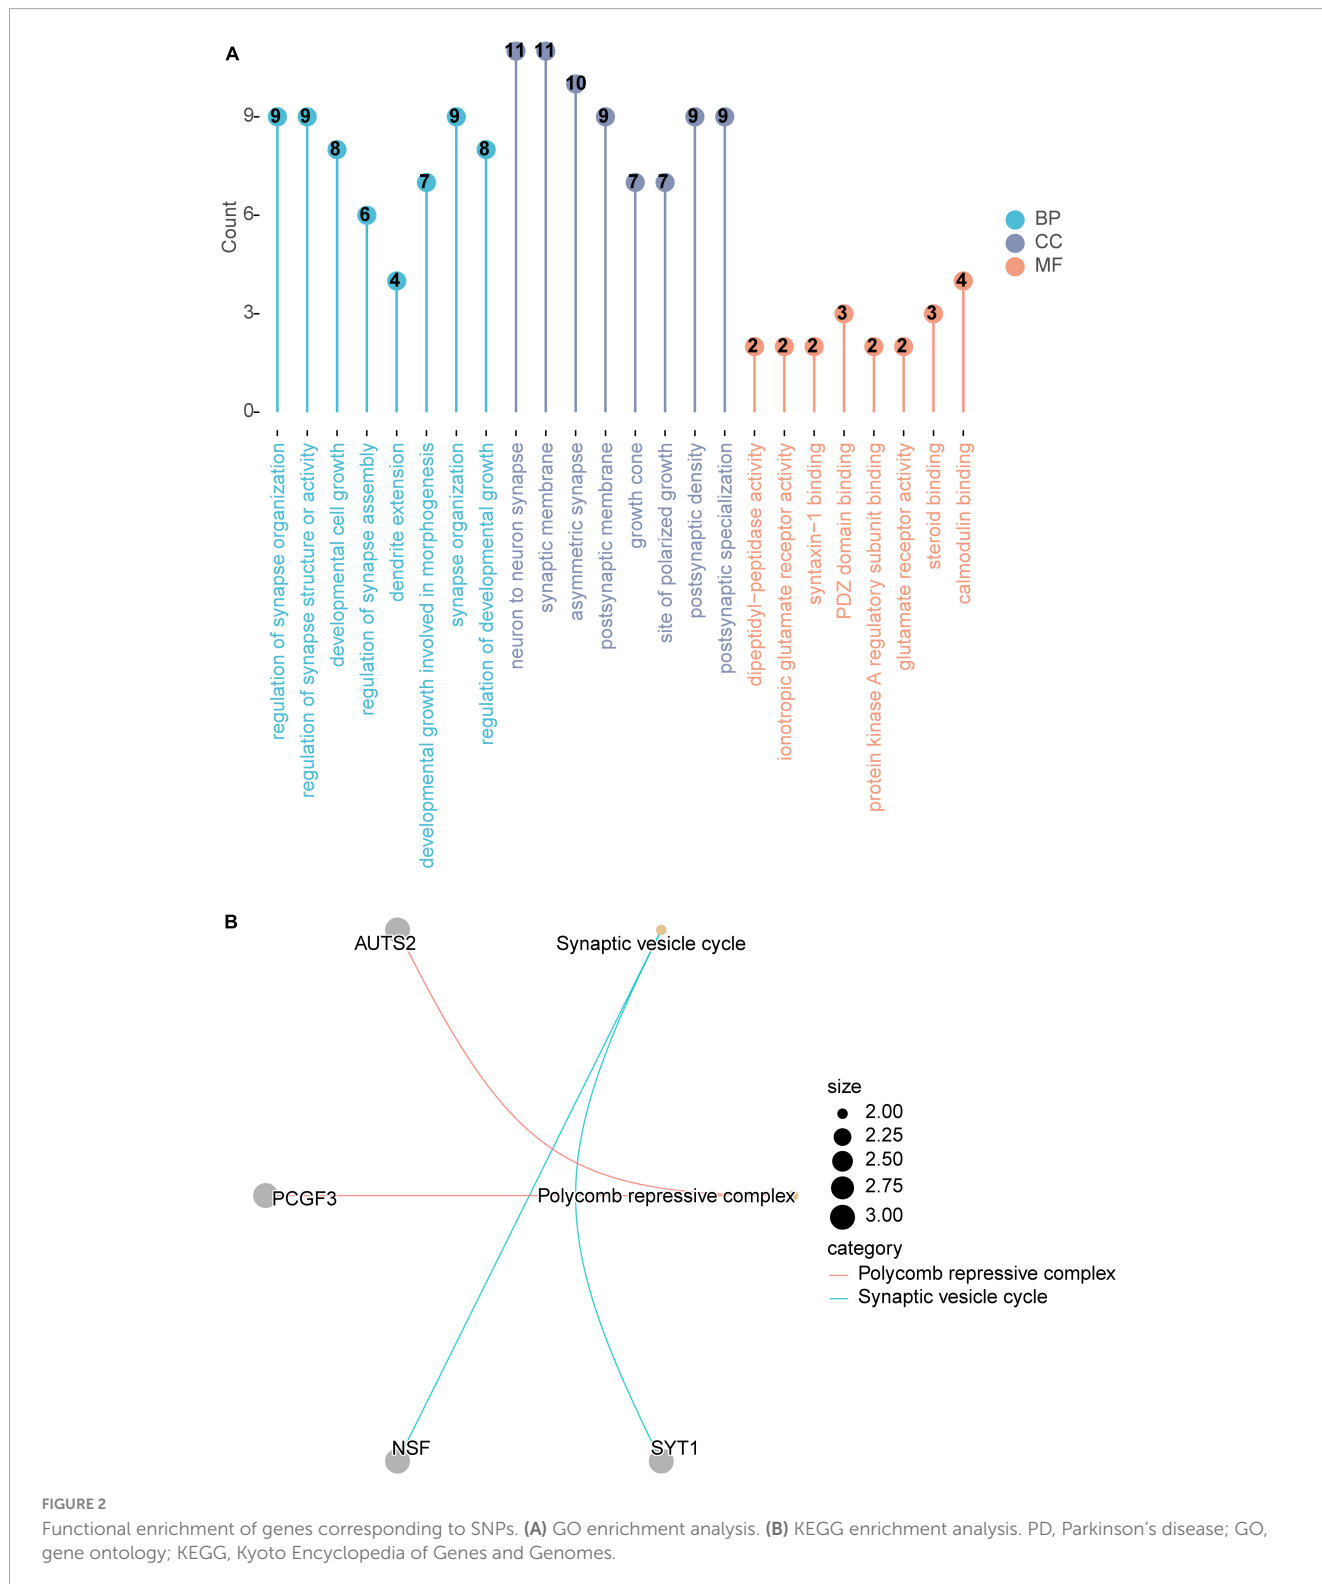 A
11 11
10
9 9 9 9 9 9
8 8
7 7 7
6
4 4
3 3
2 2 2 2 2
Count
9-
6-
3-
0-
BP
CC
MF
regulation of synapse organization
regulation of synapse structure or activity
developmental cell growth
regulation of synapse assembly
dendrite extension
developmental growth involved in morphogenesis
synapse organization
regulation of developmental growth
neuron to neuron synapse
synaptic membrane
asymmetric synapse
postsynaptic membrane
growth cone
site of polarized growth
postsynaptic density
postsynaptic specialization
dipeptidyl−peptidase activity
ionotropic glutamate receptor activity
syntaxin−1 binding
PDZ domain binding
protein kinase A regulatory subunit binding
glutamate receptor activity
steroid binding
calmodulin binding
B
AUTS2
Synaptic vesicle cycle
PCGF3
Polycomb repressive complex
NSF
SYT1
size
2.00
2.25
2.50
2.75
3.00
category
Polycomb repressive complex
Synaptic vesicle cycle
FIGURE 2
Functional enrichment of genes corresponding to SNPs. (A) GO enrichment analysis. (B) KEGG enrichment analysis. PD, Parkinson's disease; GO,
gene ontology; KEGG, Kyoto Encyclopedia of Genes and Genomes.